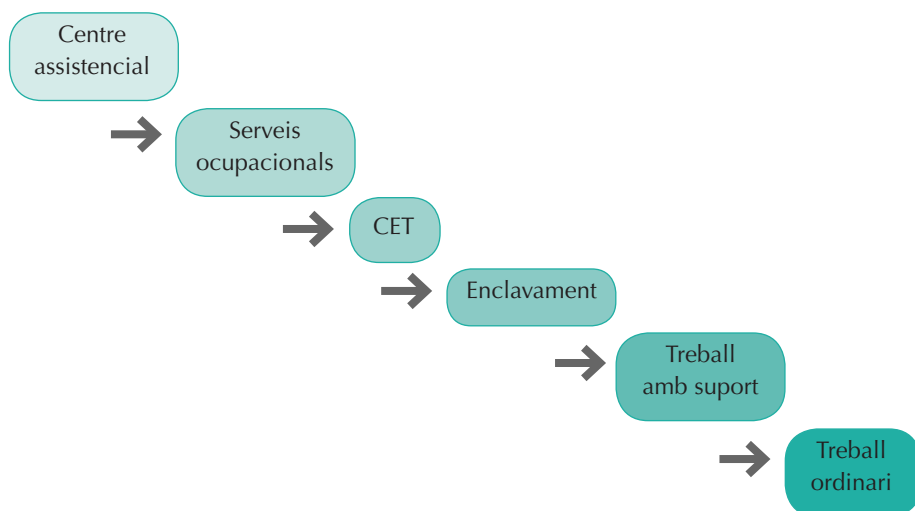 Centre
assistencial
Serveis
ocupacionals
CET
Enclavament
Treball
amb suport
Treball
ordinari